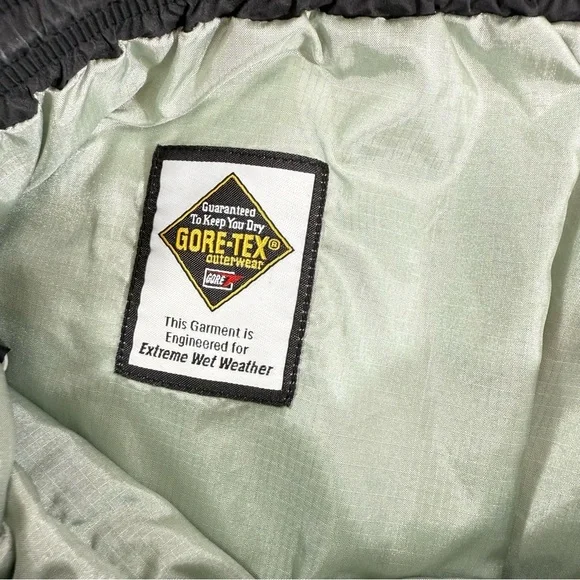 Guaranteed
To Keep You Dry
GORE-TEX®
outerwear
GORE
This Garment is
Engineered for
Extreme Wet Weather